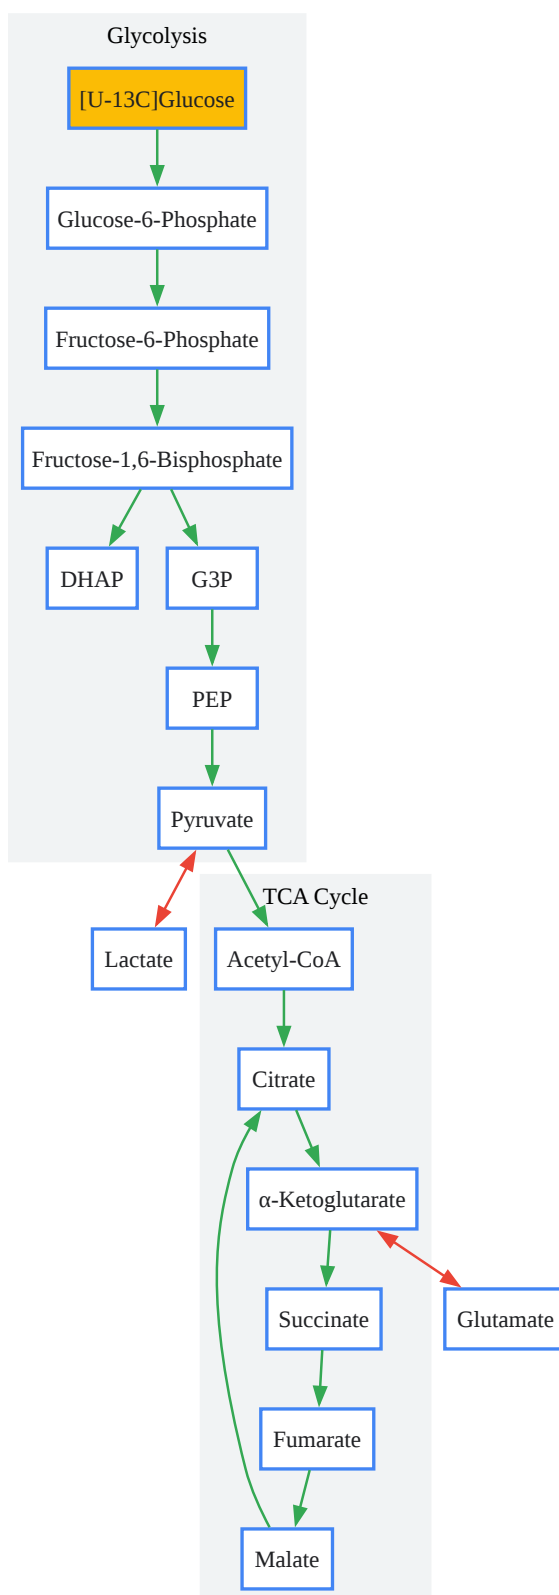 Glycolysis
[U-13C]Glucose
Glucose-6-Phosphate
Fructose-6-Phosphate
Fructose-1,6-Bisphosphate
DHAP
G3P
PEP
Pyruvate
TCA Cycle
Lactate
Acetyl-CoA
Citrate
α-Ketoglutarate
Succinate
Glutamate
Fumarate
Malate